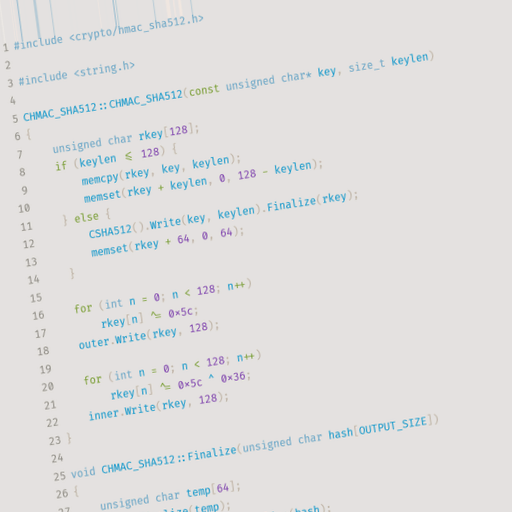 1 #include <crypto/hmac_sha512.h>
2
3 #include <string.h>
4
5 CHMAC_SHA512::CHMAC_SHA512(const unsigned char* key, size_t keylen)
6 {
7 unsigned char rkey[128];
8 if (keylen <= 128) {
9 memcpy(rkey, key, keylen);
10 memset(rkey + keylen, 0, 128 - keylen);
11 } else {
12 CSHA512().Write(key, keylen).Finalize(rkey);
13 memset(rkey + 64, 0, 64);
14 }
15
16 for (int n = 0; n < 128; n++)
17 rkey[n] ^= 0x5c;
18 outer.Write(rkey, 128);
19
20 for (int n = 0; n < 128; n++)
21 rkey[n] ^= 0x5c ^ 0x36;
22 inner.Write(rkey, 128);
23 }
24
25 void CHMAC_SHA512::Finalize(unsigned char hash[OUTPUT_SIZE])
26 {
27 unsigned char temp[64];
(temp);
(hash);